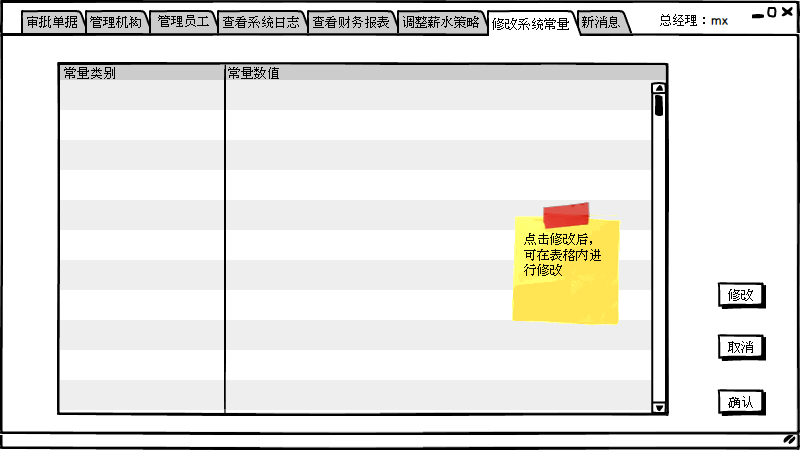 审批单据 管理机构 管理员工 查看系统日志 查看财务报表 调整薪水策略 修改系统常量 新消息 总经理：mx
常量类别 常量数值
点击修改后，
可在表格内进
行修改
修改
取消
确认